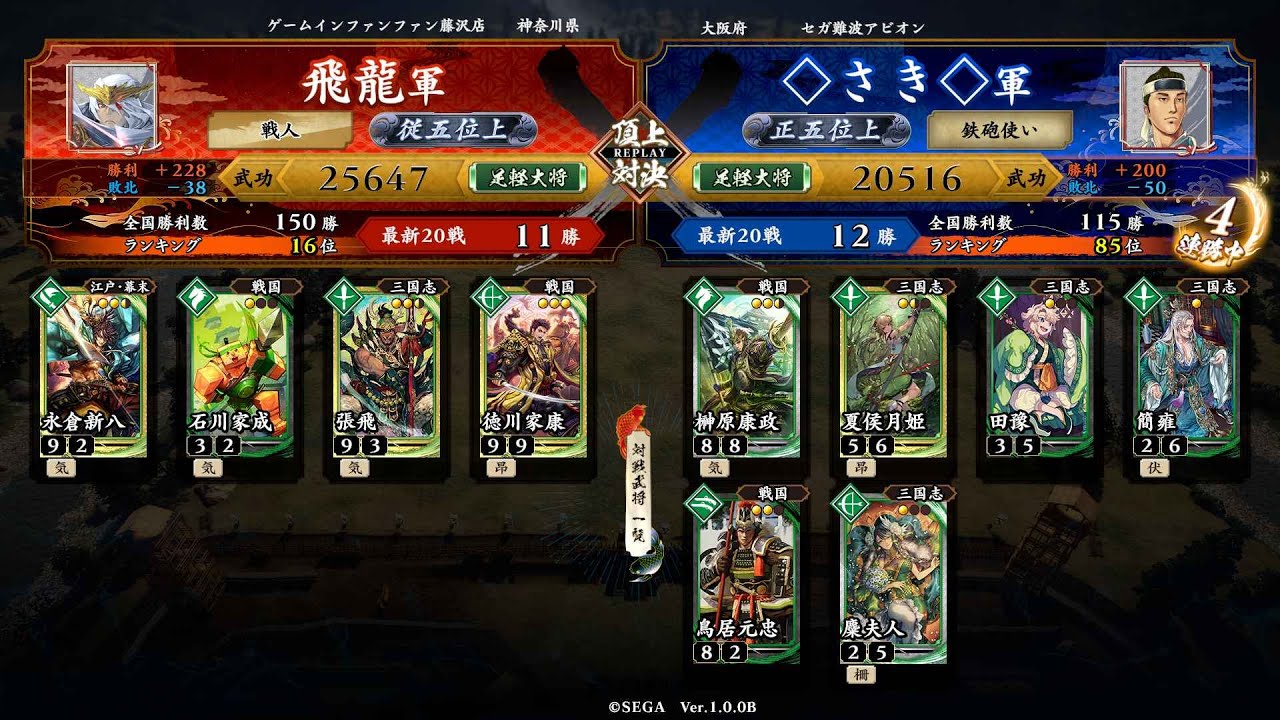 ゲームインファンファン藤沢店 神奈川県
大阪府 セガ難波アビオン
飛龍軍
◇さき◇軍
戦人
従五位上
頂上
REPLAY
対決
正五位上
鉄砲使い
勝利 +228
敗北 -38
武功 25647
足軽大将
足軽大将
20516 武功
勝利 +200
敗北 -50
全国勝利数 150勝
ランキング 16位
最新20戦 11勝
最新20戦 12勝
全国勝利数 115勝
ランキング 85位
4
連勝中
江戸・幕末
戦国
三国志
戦国
戦国
三国志
三国志
三国志
永倉新八
石川家成
張飛
徳川家康
榊原康政
夏侯月姫
田豫
簡雍
9 2
3 2
9 3
9 9
8 8
5 6
3 5
2 6
気
気
気
昴
気
昴
伏
対戦武将一覧
戦国
三国志
鳥居元忠
麋夫人
8 2
2 5
柵
©SEGA Ver.1.0.0B